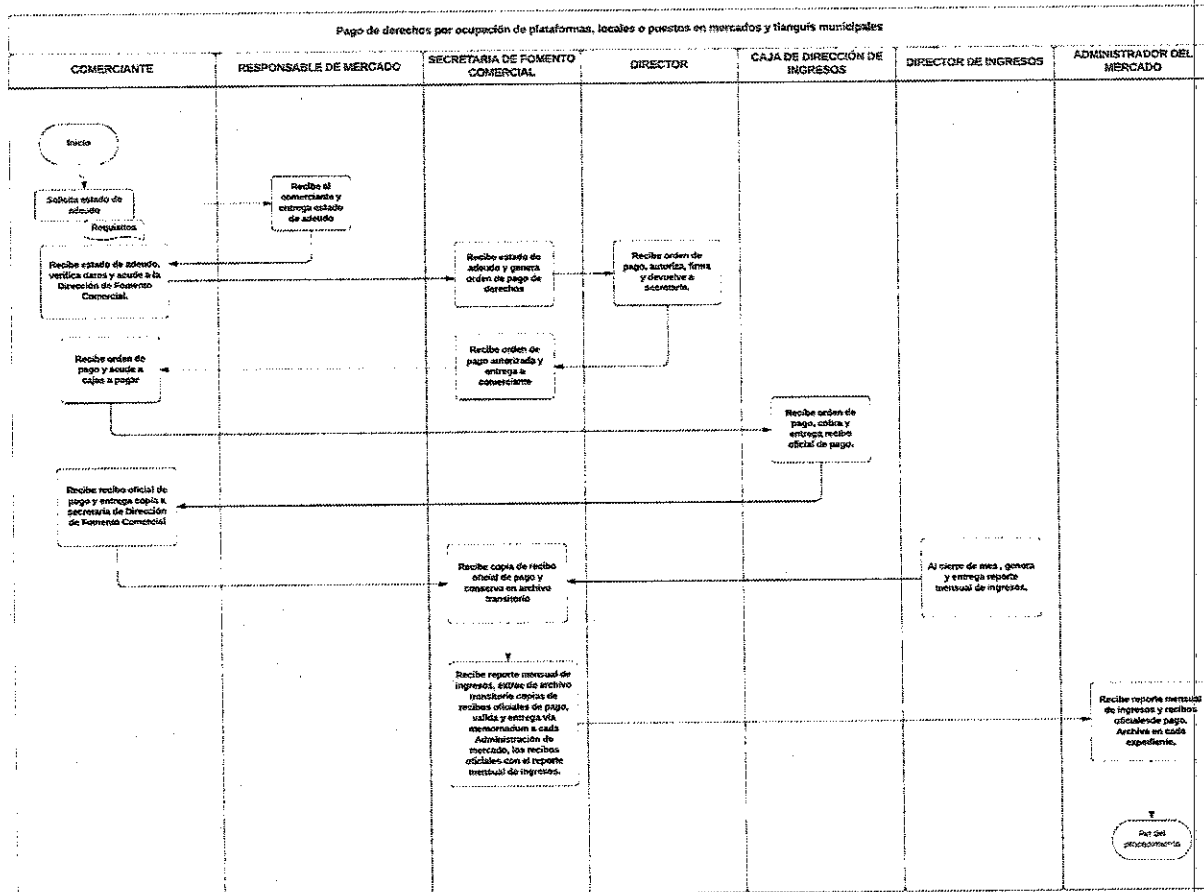 Pago de derechos por ocupación de plataformas, locales o puestos en mercados y tianguis municipales
COMERCIANTE
RESPONSABLE DE MERCADO
SECRETARIA DE FOMENTO
COMERCIAL
DIRECTOR
CAJA DE DIRECCIÓN DE
INGRESOS
DIRECTOR DE INGRESOS
ADMINISTRADOR DEL
MERCADO
Inicio
Solicita estado de
adeudo
Requisitos
Recibe al
comerciante y
entrega estado
de adeudo
Recibe estado de adeudo,
verifica datos y acude a la
Dirección de Fomento
Comercial.
Recibe estado de
adeudo y genera
orden de pago de
derechos
Recibe orden de
pago, autoriza, firma
y devuelve a
secretaria.
Recibe orden de
pago autorizada y
entrega a
comerciante
Recibe orden de
pago y acude a
cajas a pagar
Recibe orden de
pago, cobra y
entrega recibo
oficial de pago.
Recibe recibo oficial de
pago y entrega copia a
secretaria de Dirección
de Fomento Comercial
Recibe copia de recibo
oficial de pago y
conserva en archivo
transitorio
Al cierre de mes , genera
y entrega reporte
mensual de ingresos.
Recibe reporte mensual de
ingresos, extrae de archivo
transitorio copias de
recibos oficiales de pago,
valida y entrega vía
memornadum a cada
Administración de
mercado, los recibos
oficiales con el reporte
mensual de ingresos.
Recibe reporte mensual
de ingresos y recibos
oficialesde pago.
Archiva en cada
expediente.
Fin del
procedimiento